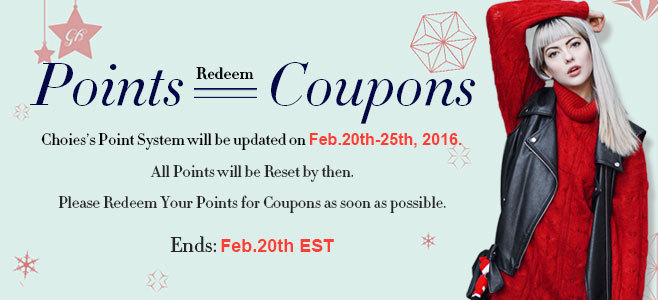 GB
Points Redeem Coupons
Choies's Point System will be updated on Feb.20th-25th, 2016.
All Points will be Reset by then.
Please Redeem Your Points for Coupons as soon as possible.
Ends: Feb.20th EST